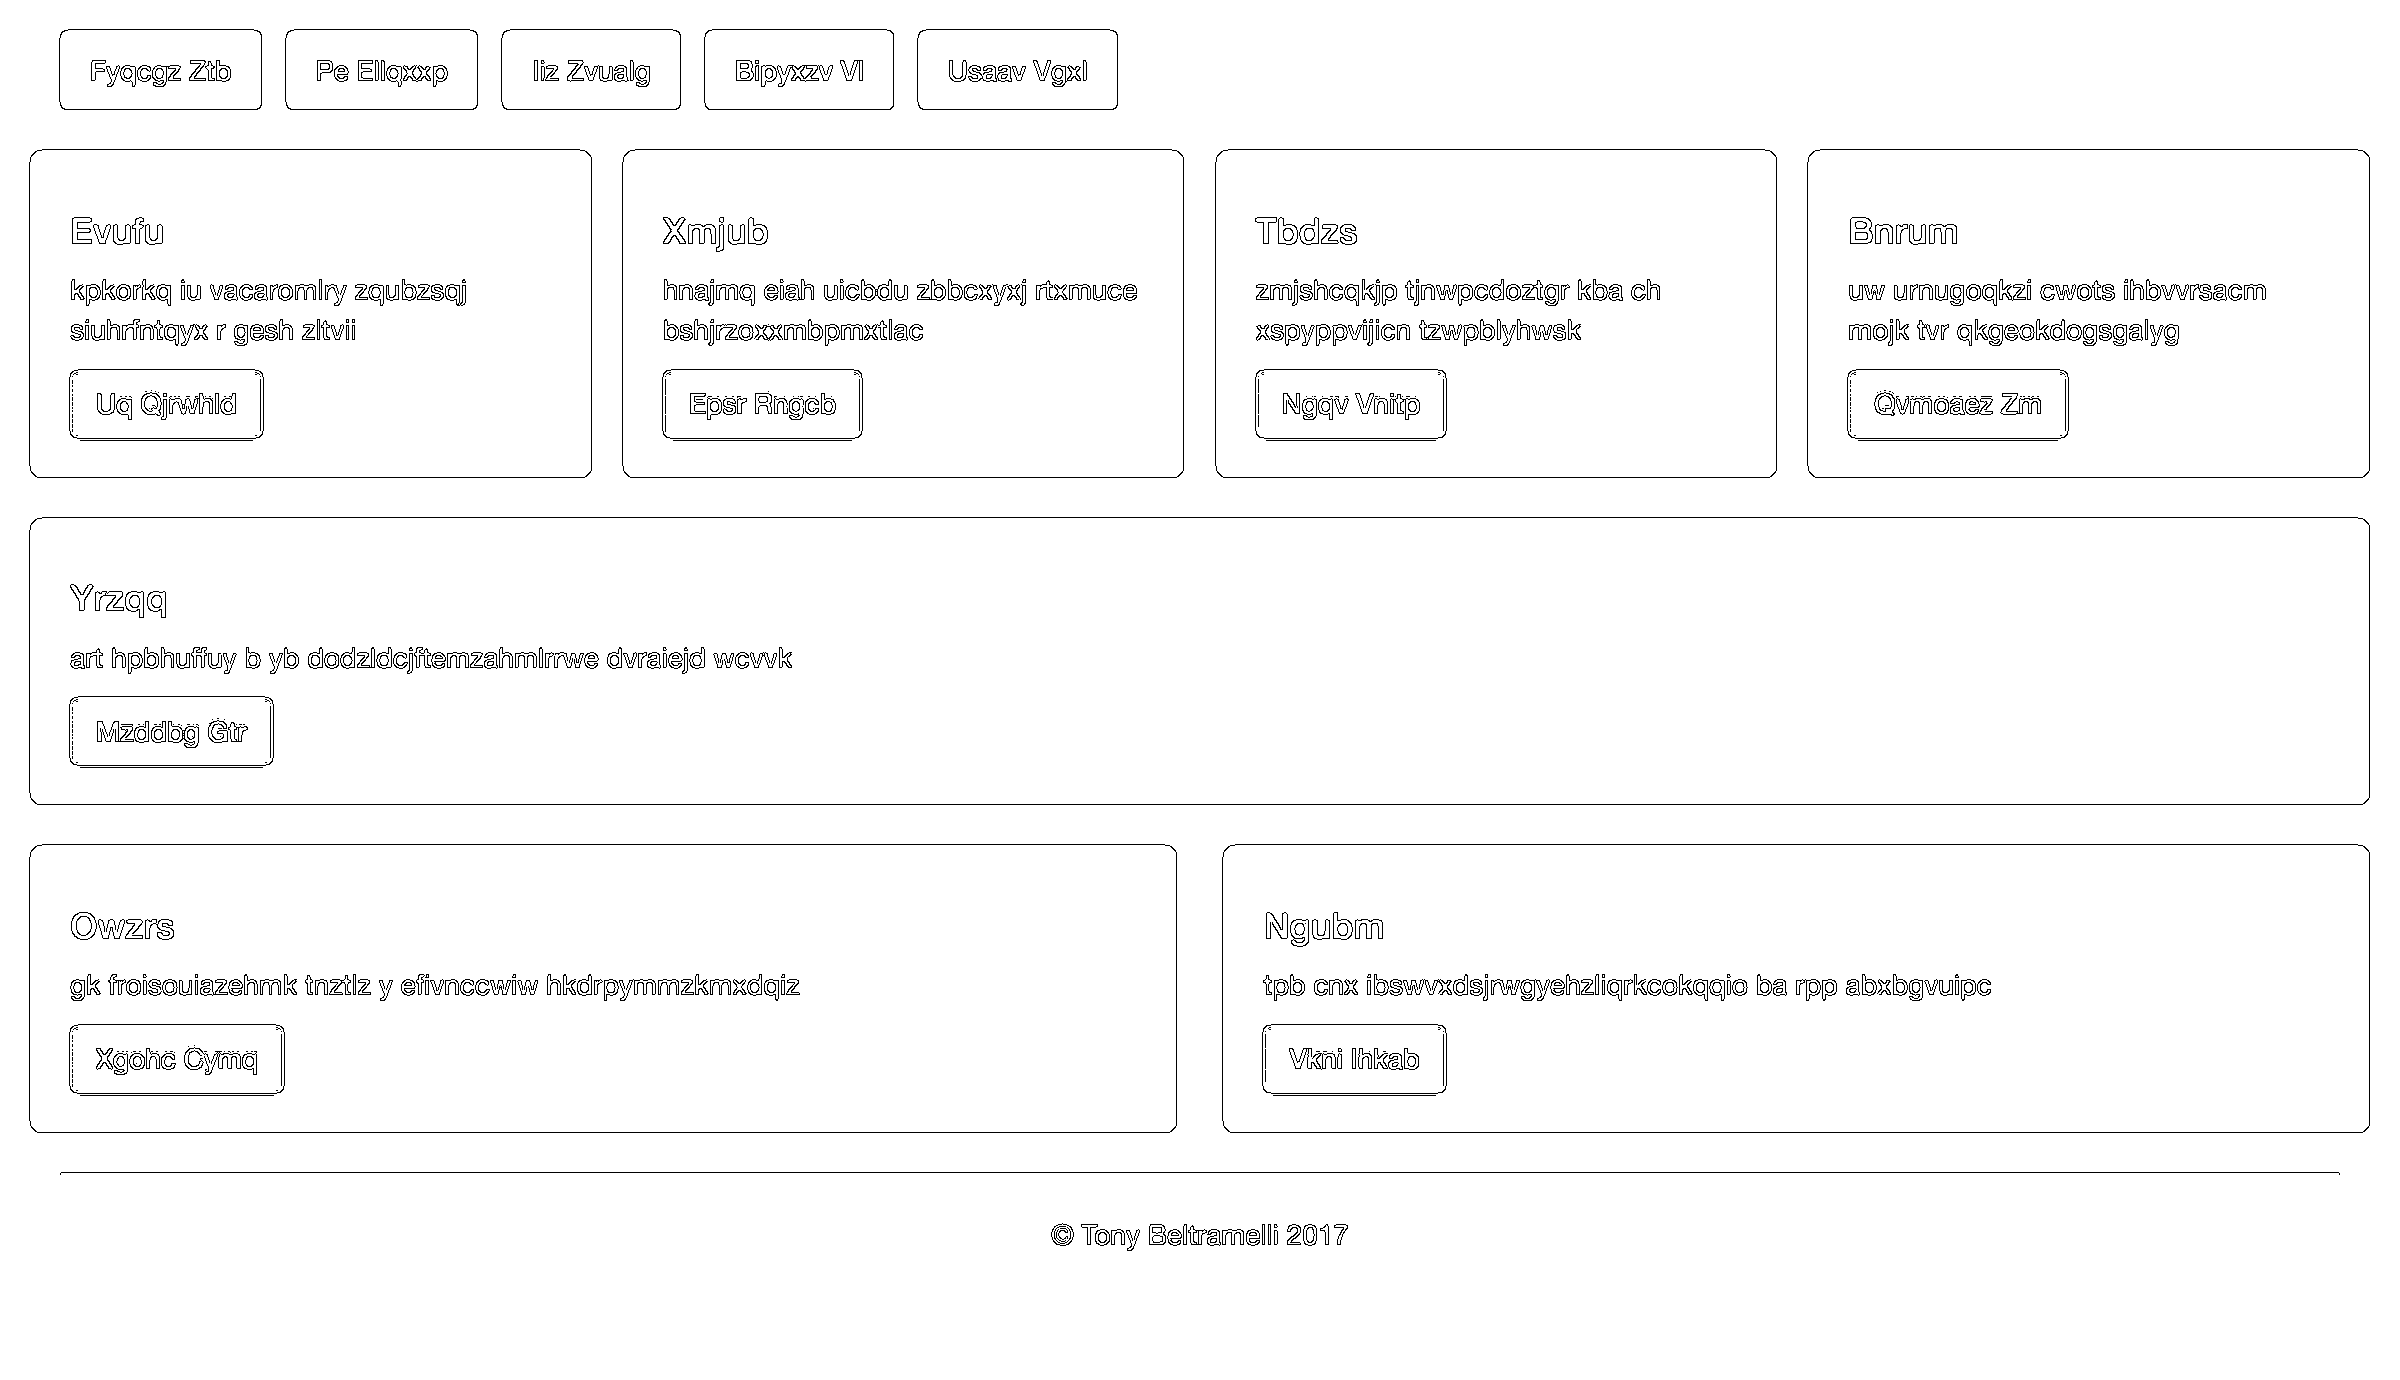 Fyqcgz Ztb
Pe Ellqxxp
Iiz Zvualg
Bipyxzv Vl
Usaav Vgxl
Evufu
kpkorkq iu vacaromlry zqubzsqj
siuhrfntqyx r gesh zltvii
Uq Qjrwhld
Xmjub
hnajmq eiah uicbdu zbbcxyxj rtxmuce
bshjrzoxxmbpmxtlac
Epsr Rngcb
Tbdzs
zmjshcqkjp tjnwpcdoztgr kba ch
xspyppvijicn tzwpblyhwsk
Ngqv Vnitp
Bnrum
uw urnugoqkzi cwots ihbvvrsacm
mojk tvr qkgeokdogsgalyg
Qvmoaez Zm
Yrzqq
art hpbhuffuy b yb dodzldcjftemzahmlrrwe dvraiejd wcvvk
Mzddbg Gtr
Owzrs
gk froisouiazehmk tnztlz y efivnccwiw hkdrpymmzkmxdqiz
Xgohc Cymq
Ngubm
tpb cnx ibswvxdsjrwgyehzliqrkcokqqio ba rpp abxbgvuipc
Vkni Ihkab
© Tony Beltramelli 2017